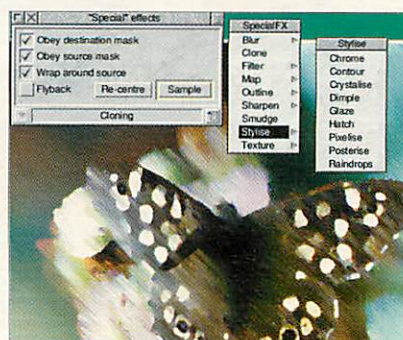 "Special" effects
Obey destination mask
Obey source mask
Wrap around source
Flyback
Re-centre
Sample
Cloning
SpecialFX
Blur
Clone
Filter
Map
Outline
Sharpen
Smudge
Stylise
Texture
Stylise
Chrome
Contour
Crystalise
Dimple
Glaze
Hatch
Pixelise
Posterise
Raindrops